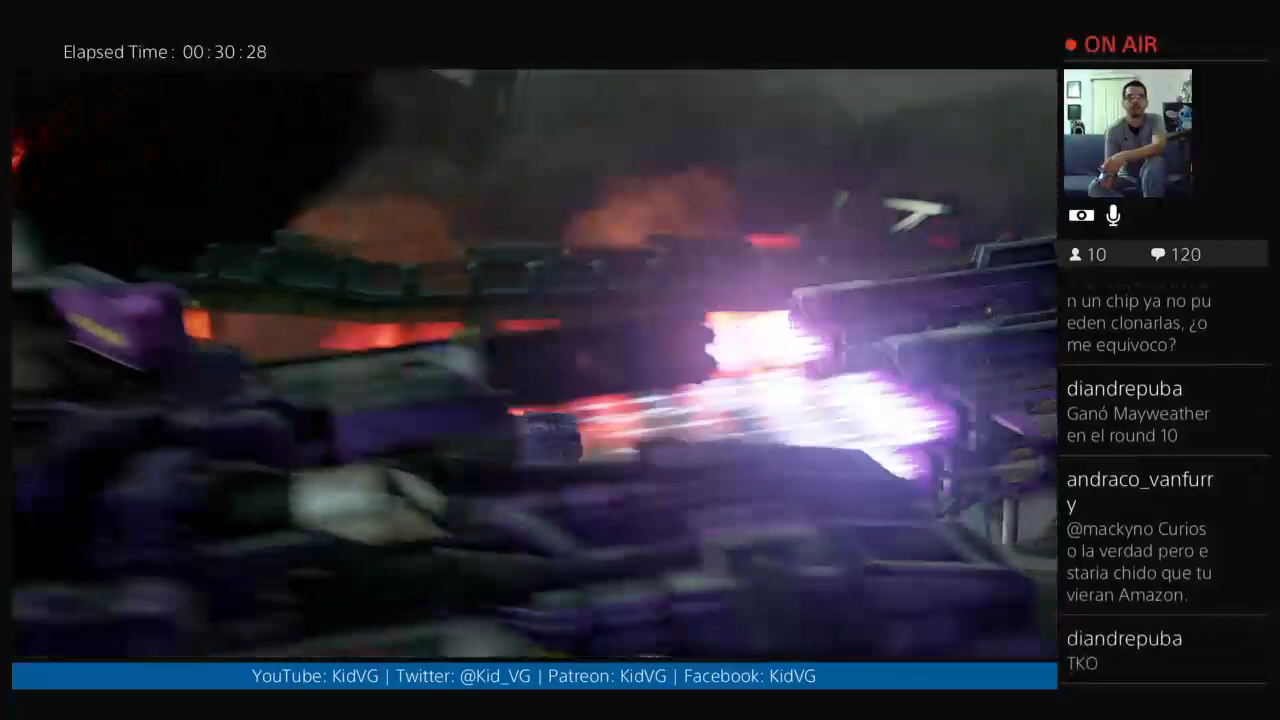 Elapsed Time: 00:30:28
ON AIR
10 120
n un chip ya no pu
eden clonarlas, ¿o
me equivoco?
diandrepuba
Ganó Mayweather
en el round 10
andraco_vanfurr
y
@mackyno Curios
o la verdad pero e
staria chido que tu
vieran Amazon.
diandrepuba
TKO
YouTube: KidVG | Twitter: @Kid_VG | Patreon: KidVG | Facebook: KidVG